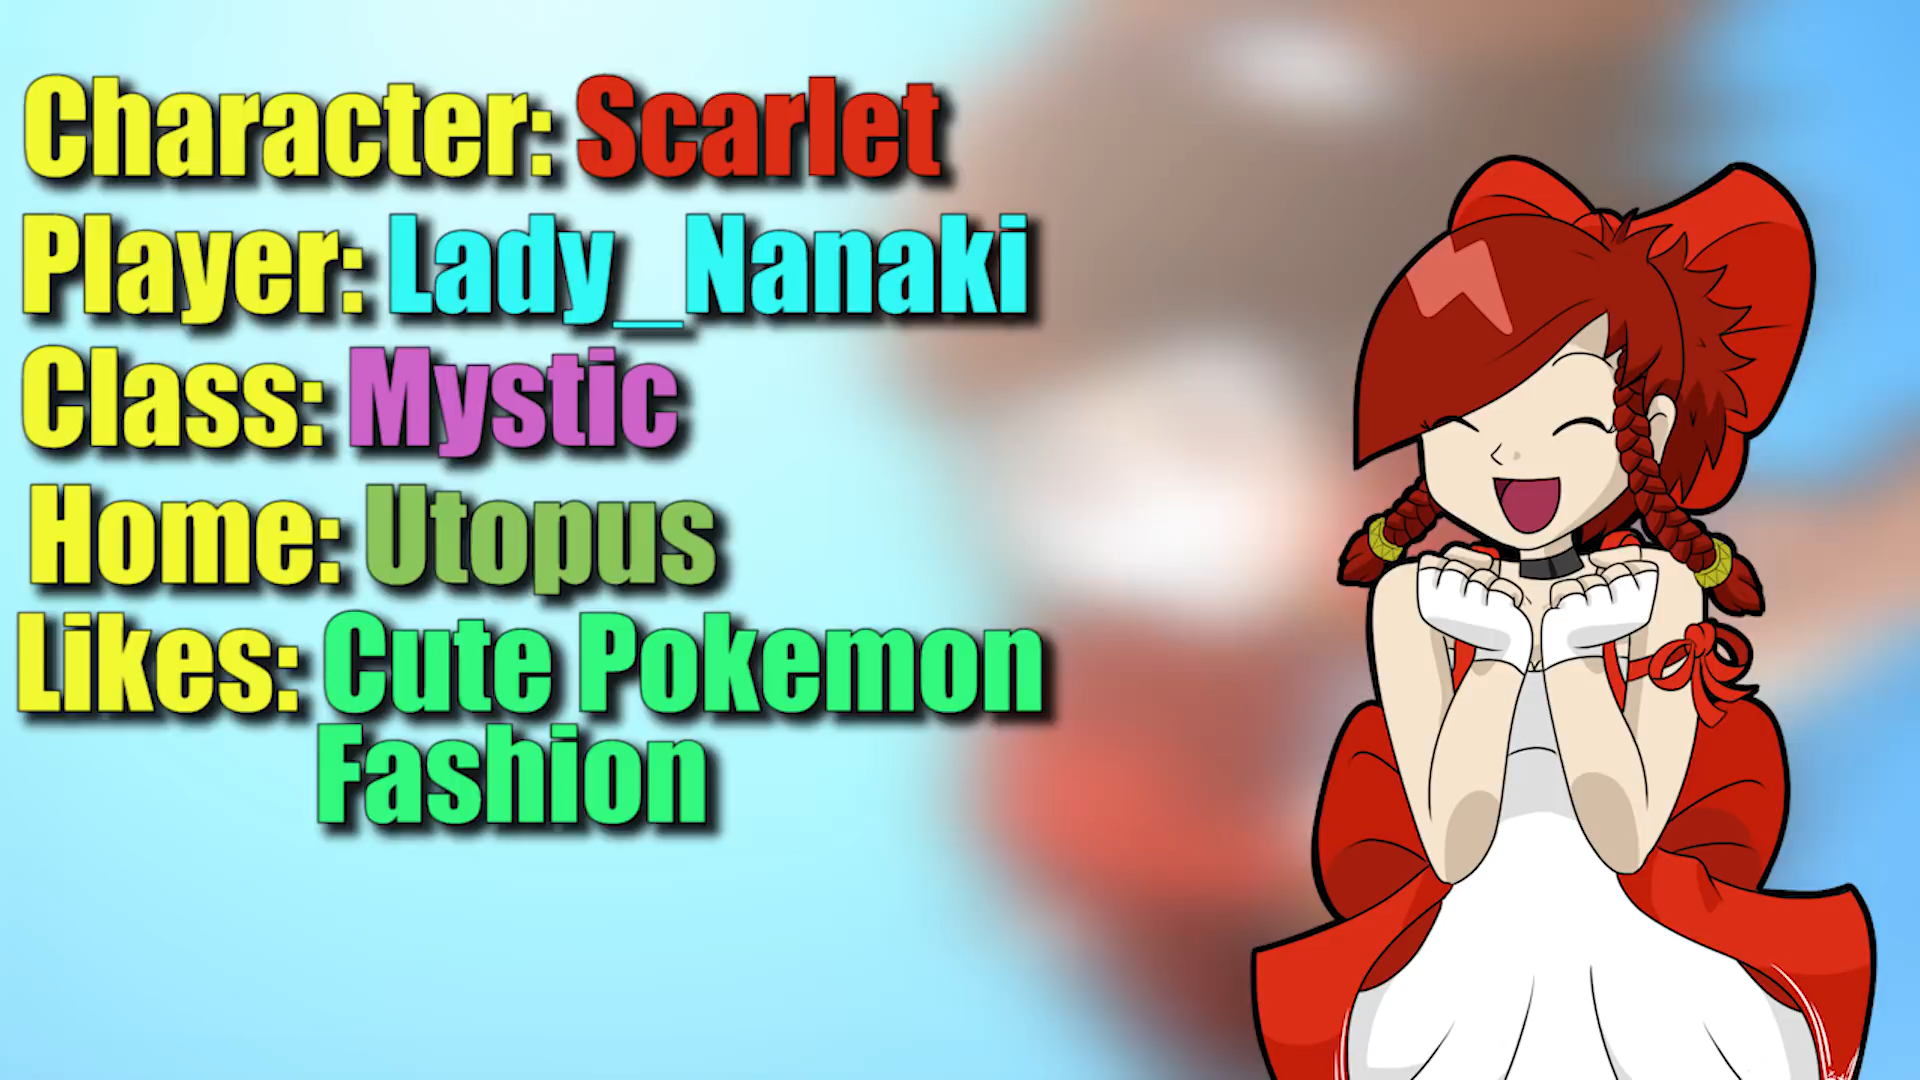 Character: Scarlet
Player: Lady_Nanaki
Class: Mystic
Home: Utopus
Likes: Cute Pokemon
Fashion